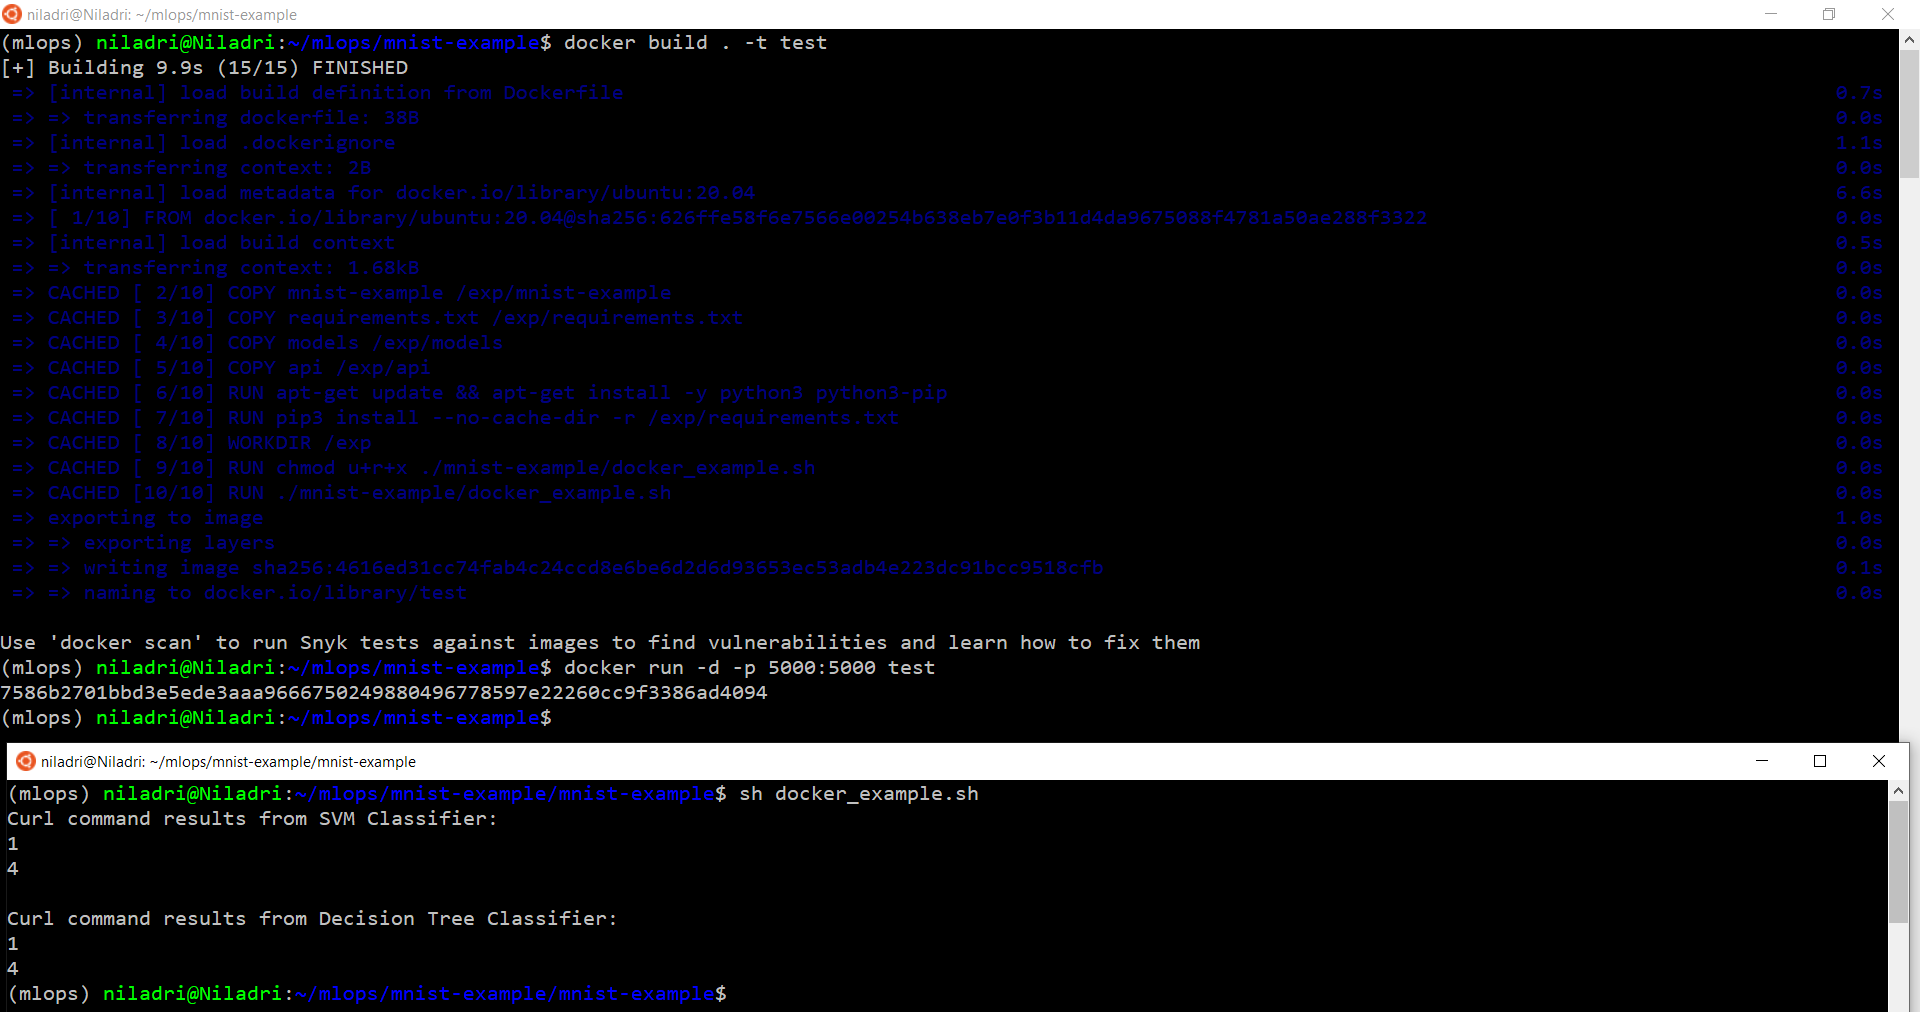 niladri@Niladri: ~/mlops/mnist-example
(mlops) niladri@Niladri:~/mlops/mnist-example$ docker build . -t test
[+] Building 9.9s (15/15) FINISHED
=> [internal] load build definition from Dockerfile 0.7s
=> => transferring dockerfile: 38B 0.0s
=> [internal] load .dockerignore 1.1s
=> => transferring context: 2B 0.0s
=> [internal] load metadata for docker.io/library/ubuntu:20.04 6.6s
=> [ 1/10] FROM docker.io/library/ubuntu:20.04@sha256:626ffe58f6e7566e00254b638eb7e0f3b11d4da9675088f4781a50ae288f3322 0.0s
=> [internal] load build context 0.5s
=> => transferring context: 1.68kB 0.0s
=> CACHED [ 2/10] COPY mnist-example /exp/mnist-example 0.0s
=> CACHED [ 3/10] COPY requirements.txt /exp/requirements.txt 0.0s
=> CACHED [ 4/10] COPY models /exp/models 0.0s
=> CACHED [ 5/10] COPY api /exp/api 0.0s
=> CACHED [ 6/10] RUN apt-get update && apt-get install -y python3 python3-pip 0.0s
=> CACHED [ 7/10] RUN pip3 install --no-cache-dir -r /exp/requirements.txt 0.0s
=> CACHED [ 8/10] WORKDIR /exp 0.0s
=> CACHED [ 9/10] RUN chmod u+r+x ./mnist-example/docker_example.sh 0.0s
=> CACHED [10/10] RUN ./mnist-example/docker_example.sh 0.0s
=> exporting to image 1.0s
=> => exporting layers 0.0s
=> => writing image sha256:4616ed31cc74fab4c24ccd8e6be6d2d6d93653ec53adb4e223dc91bcc9518cfb 0.1s
=> => naming to docker.io/library/test 0.0s
Use 'docker scan' to run Snyk tests against images to find vulnerabilities and learn how to fix them
(mlops) niladri@Niladri:~/mlops/mnist-example$ docker run -d -p 5000:5000 test
7586b2701bbd3e5ede3aaa9666750249880496778597e22260cc9f3386ad4094
(mlops) niladri@Niladri:~/mlops/mnist-example$
niladri@Niladri: ~/mlops/mnist-example/mnist-example
(mlops) niladri@Niladri:~/mlops/mnist-example/mnist-example$ sh docker_example.sh
Curl command results from SVM Classifier:
1
4
Curl command results from Decision Tree Classifier:
1
4
(mlops) niladri@Niladri:~/mlops/mnist-example/mnist-example$